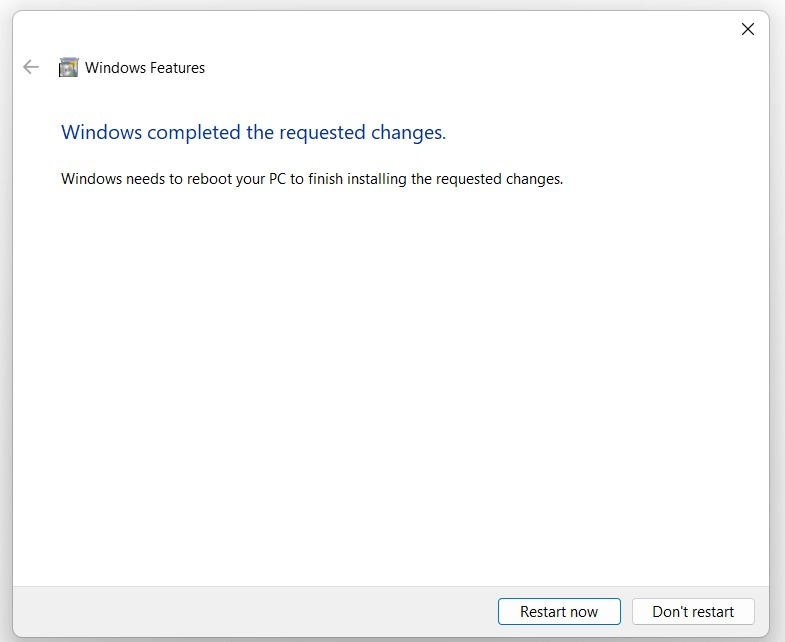 Windows Features
Windows completed the requested changes.
Windows needs to reboot your PC to finish installing the requested changes.
Restart now
Don't restart